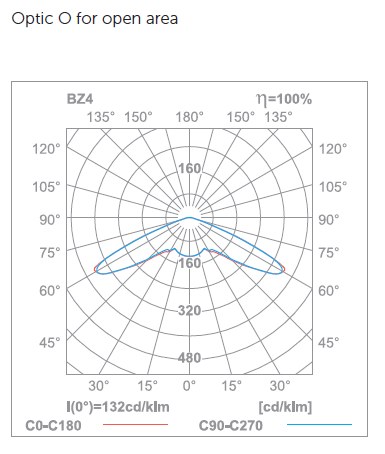 Optic O for open area
BZ4 η=100%
135° 150° 180° 150° 135°
120° 120°
160
105° 105°
90° 90°
75° 75°
160
60° 60°
320
45° 45°
480
30° 15° 0° 15° 30°
I(0°)=132cd/klm [cd/klm]
C0-C180 C90-C270